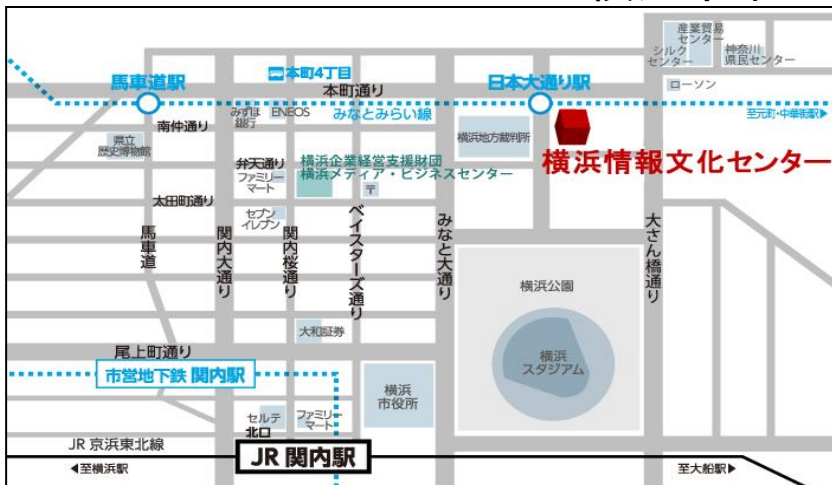 産業貿易
センター
シルク
センター
神奈川
県民センター
馬車道駅
本町4丁目
本町通り
日本大通り駅
ローソン
みずほ
銀行
ENEOS
みなとみらい線
至元町・中華街駅▶
南仲通り
県立
歴史博物館
横浜地方裁判所
弁天通り
ファミリー
マート
横浜企業経営支援財団
横浜メディア・ビジネスセンター
〒
横浜情報文化センター
太田町通り
セブン
イレブン
馬車道
関内大通り
関内桜通り
ベイスターズ通り
みなと大通り
大さん橋通り
横浜公園
大和証券
尾上町通り
横浜
スタジアム
市営地下鉄 関内駅
横浜
市役所
セルテ
北口
ファミリー
マート
JR 京浜東北線
JR 関内駅
◀至横浜駅
至大船駅▶